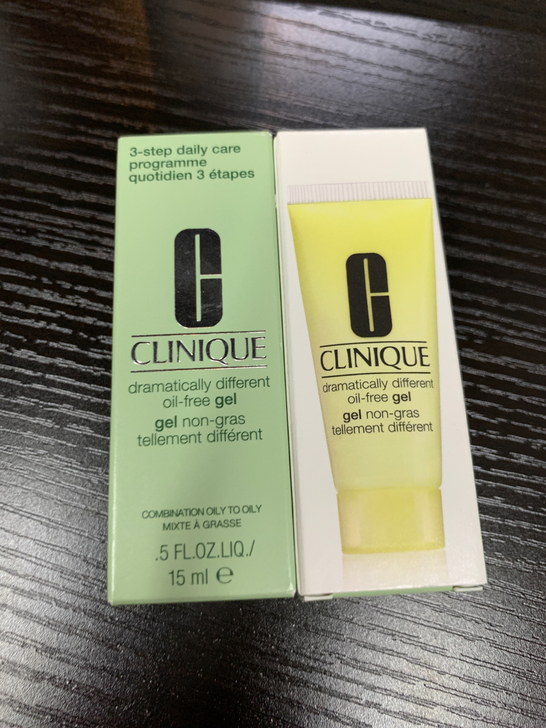 3-step daily care
programme
quotidien 3 étapes
C
CLINIQUE
dramatically different
oil-free gel
gel non-gras
tellement différent
COMBINATION OILY TO OILY
MIXTE À GRASSE
.5 FL.OZ.LIQ./
15 ml ℮
C
CLINIQUE
dramatically different
oil-free gel
gel non-gras
tellement différent